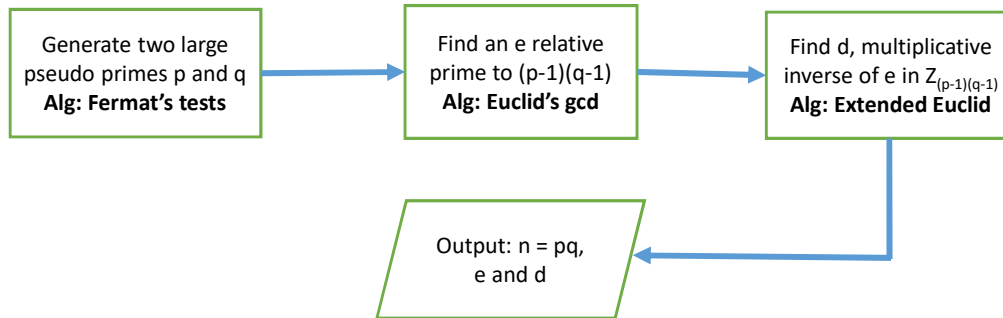 Generate two large
pseudo primes p and q
Alg: Fermat’s tests
Find an e relative
prime to (p-1)(q-1)
Alg: Euclid’s gcd
Find d, multiplicative
inverse of e in Z(p-1)(q-1)
Alg: Extended Euclid
Output: n = pq,
e and d